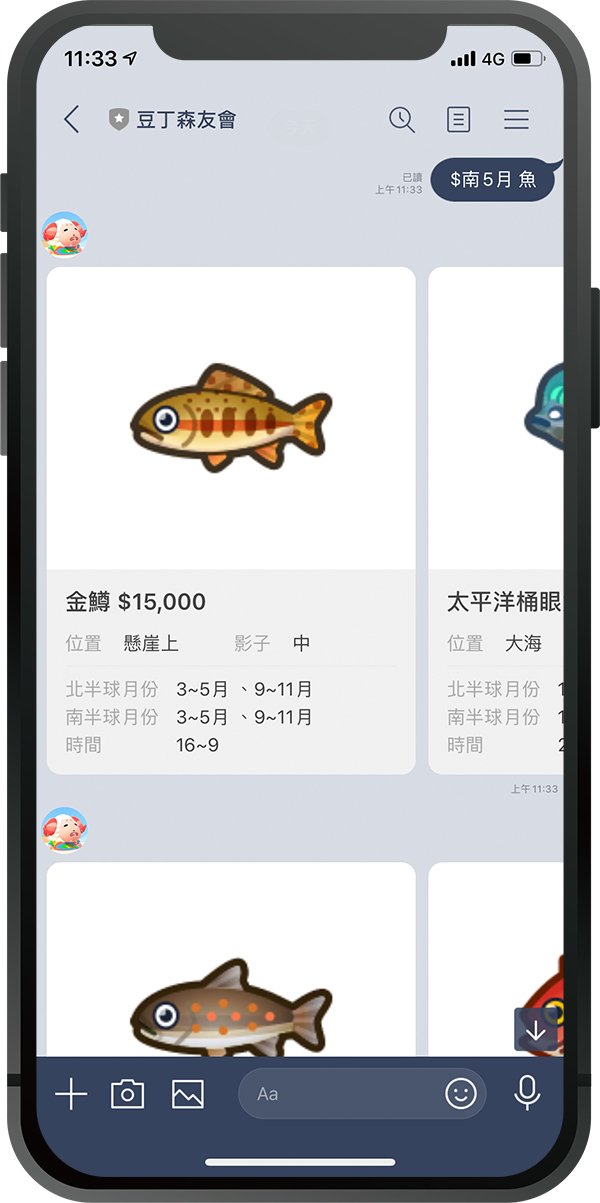 11:33 4G
豆丁森友會
已讀
上午11:33
$南5月 魚
金鱒 $15,000
位置 懸崖上 影子 中
北半球月份 3~5月 、9~11月
南半球月份 3~5月 、9~11月
時間 16~9
太平洋桶眼
位置 大海
北半球月份 1
南半球月份 1
時間 2
上午11:33
Aa